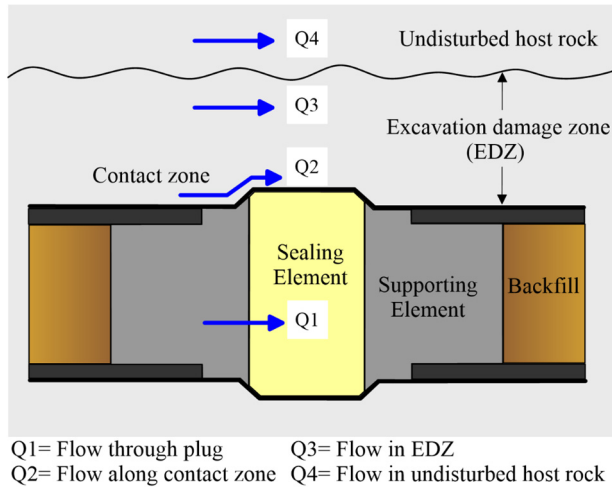 Q4
Undisturbed host rock
Q3
Excavation damage zone
(EDZ)
Q2
Contact zone
Sealing
Element
Supporting
Element
Backfill
Q1
Q1= Flow through plug
Q3= Flow in EDZ
Q2= Flow along contact zone
Q4= Flow in undisturbed host rock